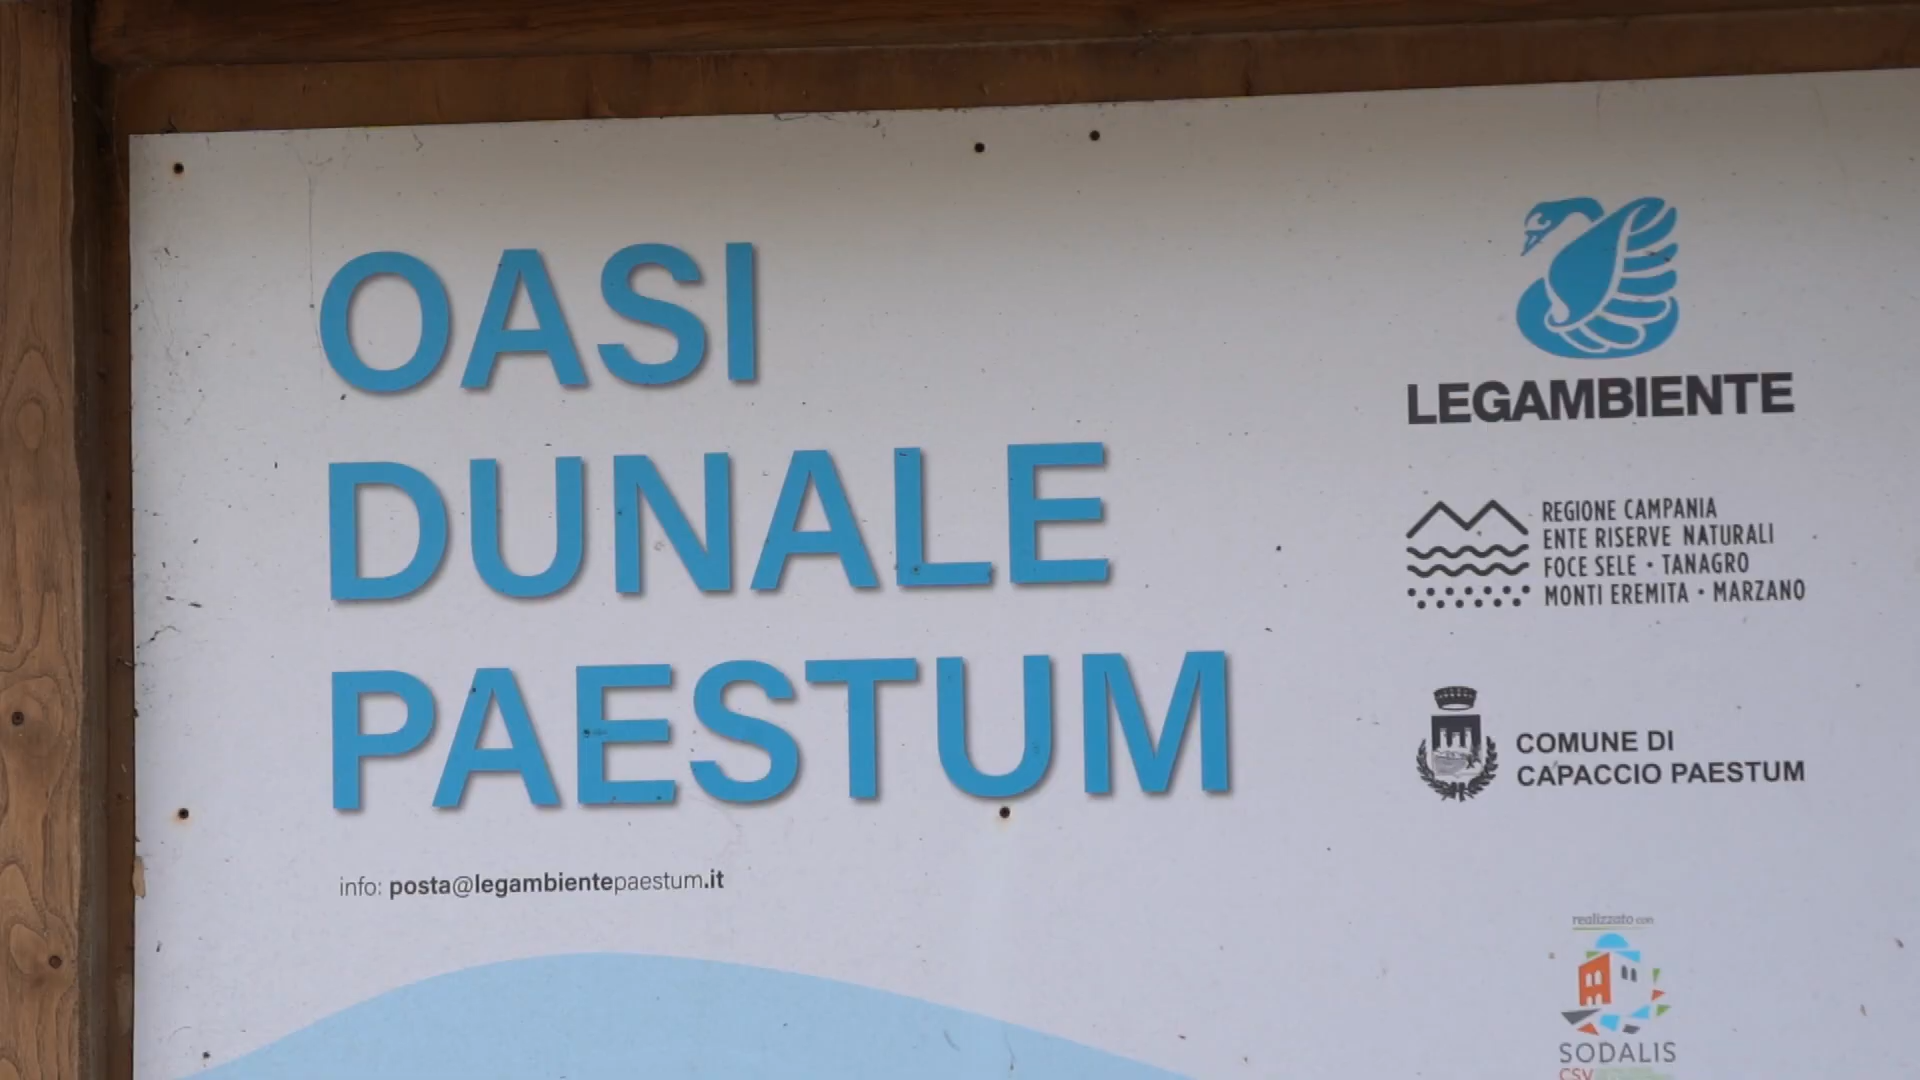 OASI
DUNALE
PAESTUM
info: posta@legambientepaestum.it
LEGAMBIENTE
REGIONE CAMPANIA
ENTE RISERVE NATURALI
FOCE SELE · TANAGRO
MONTI EREMITA · MARZANO
COMUNE DI
CAPACCIO PAESTUM
realizzato con
SODALIS
CSV